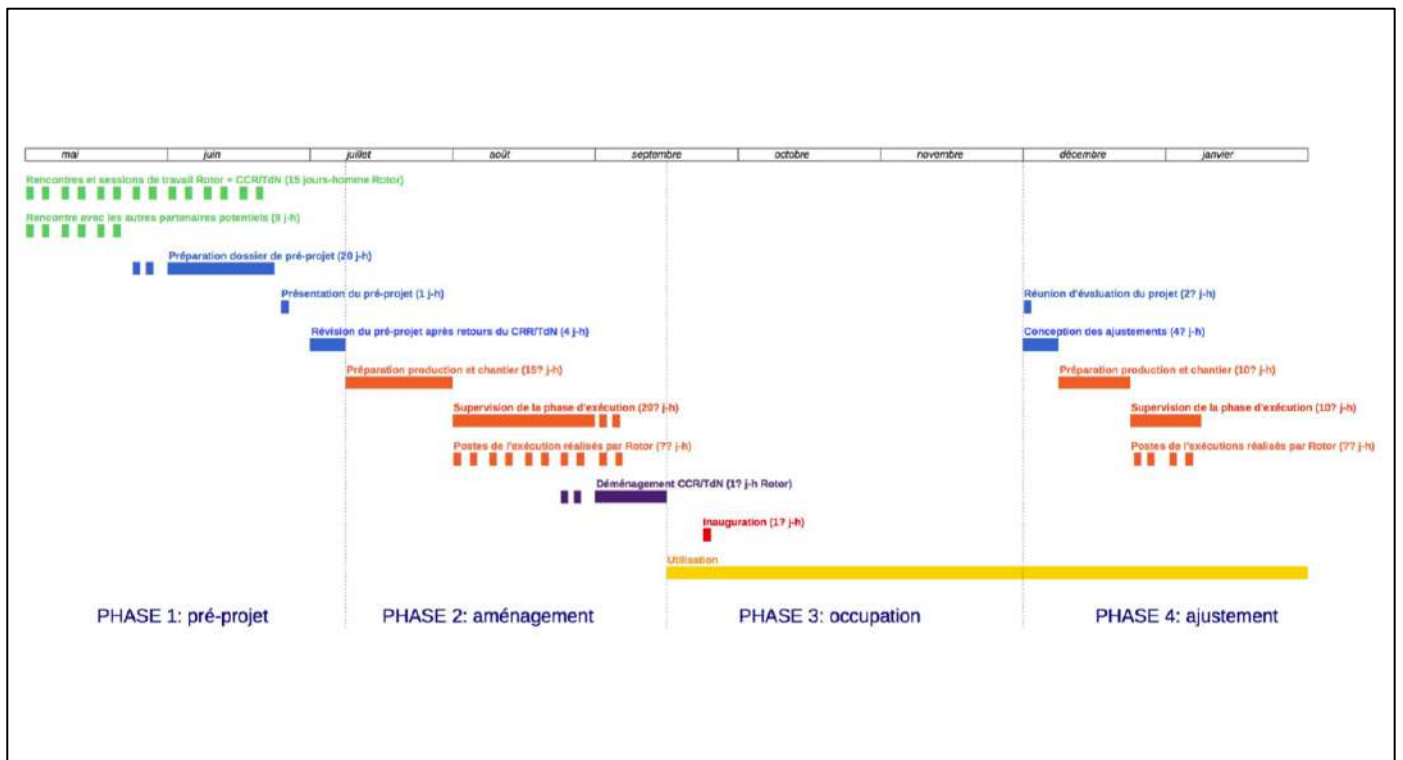 mai juin juillet août septembre octobre novembre décembre janvier
Rencontres et sessions de travail Rotor + CCR/TdN (15 jours-homme Rotor)
Rencontre avec les autres partenaires potentiels (8 j-h)
Préparation dossier de pré-projet (20 j-h)
Présentation du pré-projet (1 j-h)
Réunion d'évaluation du projet (2? j-h)
Révision du pré-projet après retours du CRR/TdN (4 j-h)
Conception des ajustements (4? j-h)
Préparation production et chantier (15? j-h)
Préparation production et chantier (10? j-h)
Supervision de la phase d'exécution (20? j-h)
Supervision de la phase d'exécution (10? j-h)
Postes de l'exécution réalisés par Rotor (?? j-h)
Postes de l'exécutions réalisés par Rotor (?? j-h)
Déménagement CCR/TdN (1? j-h Rotor)
Inauguration (1? j-h)
Utilisation
PHASE 1: pré-projet
PHASE 2: aménagement
PHASE 3: occupation
PHASE 4: ajustement